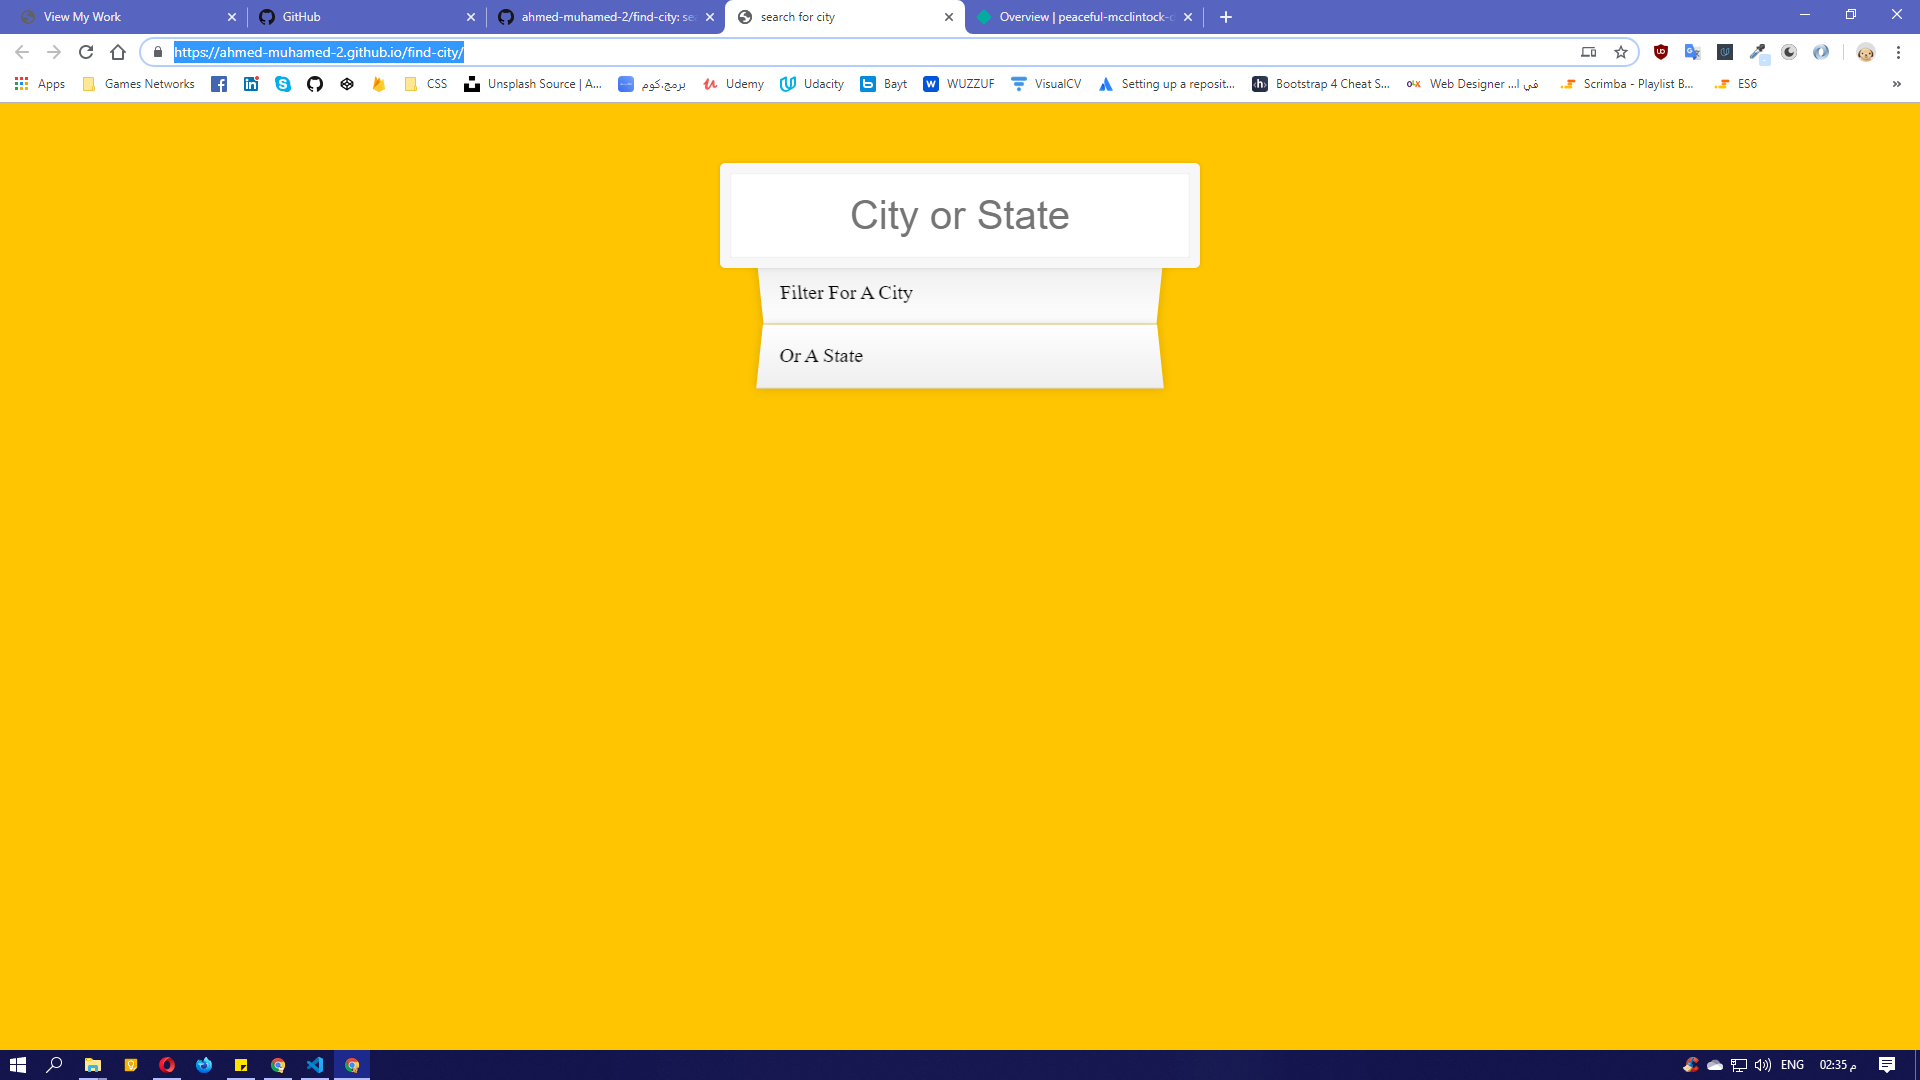 View My Work
GitHub
ahmed-muhamed-2/find-city: se
search for city
Overview | peaceful-mcclintock-
https://ahmed-muhamed-2.github.io/find-city/
Apps
Games Networks
CSS
Unsplash Source | A...
برمج.كوم
Udemy
Udacity
Bayt
WUZZUF
VisualCV
Setting up a reposit...
Bootstrap 4 Cheat S...
Web Designer ...في ا
Scrimba - Playlist B...
ES6
City or State
Filter For A City
Or A State
ENG
02:35 م